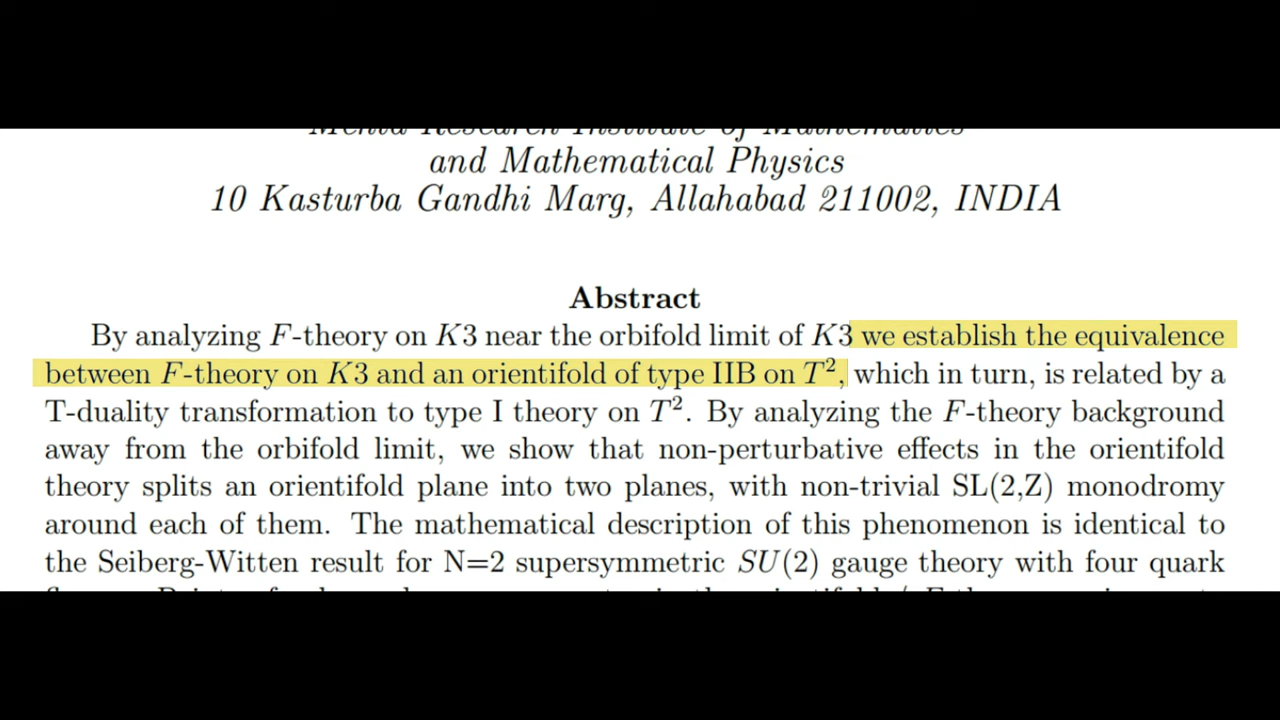 Mehta Research Institute of Mathematics
and Mathematical Physics
10 Kasturba Gandhi Marg, Allahabad 211002, INDIA
Abstract
By analyzing F-theory on K3 near the orbifold limit of K3 we establish the equivalence
between F-theory on K3 and an orientifold of type IIB on T², which in turn, is related by a
T-duality transformation to type I theory on T². By analyzing the F-theory background
away from the orbifold limit, we show that non-perturbative effects in the orientifold
theory splits an orientifold plane into two planes, with non-trivial SL(2,Z) monodromy
around each of them. The mathematical description of this phenomenon is identical to
the Seiberg-Witten result for N=2 supersymmetric SU(2) gauge theory with four quark